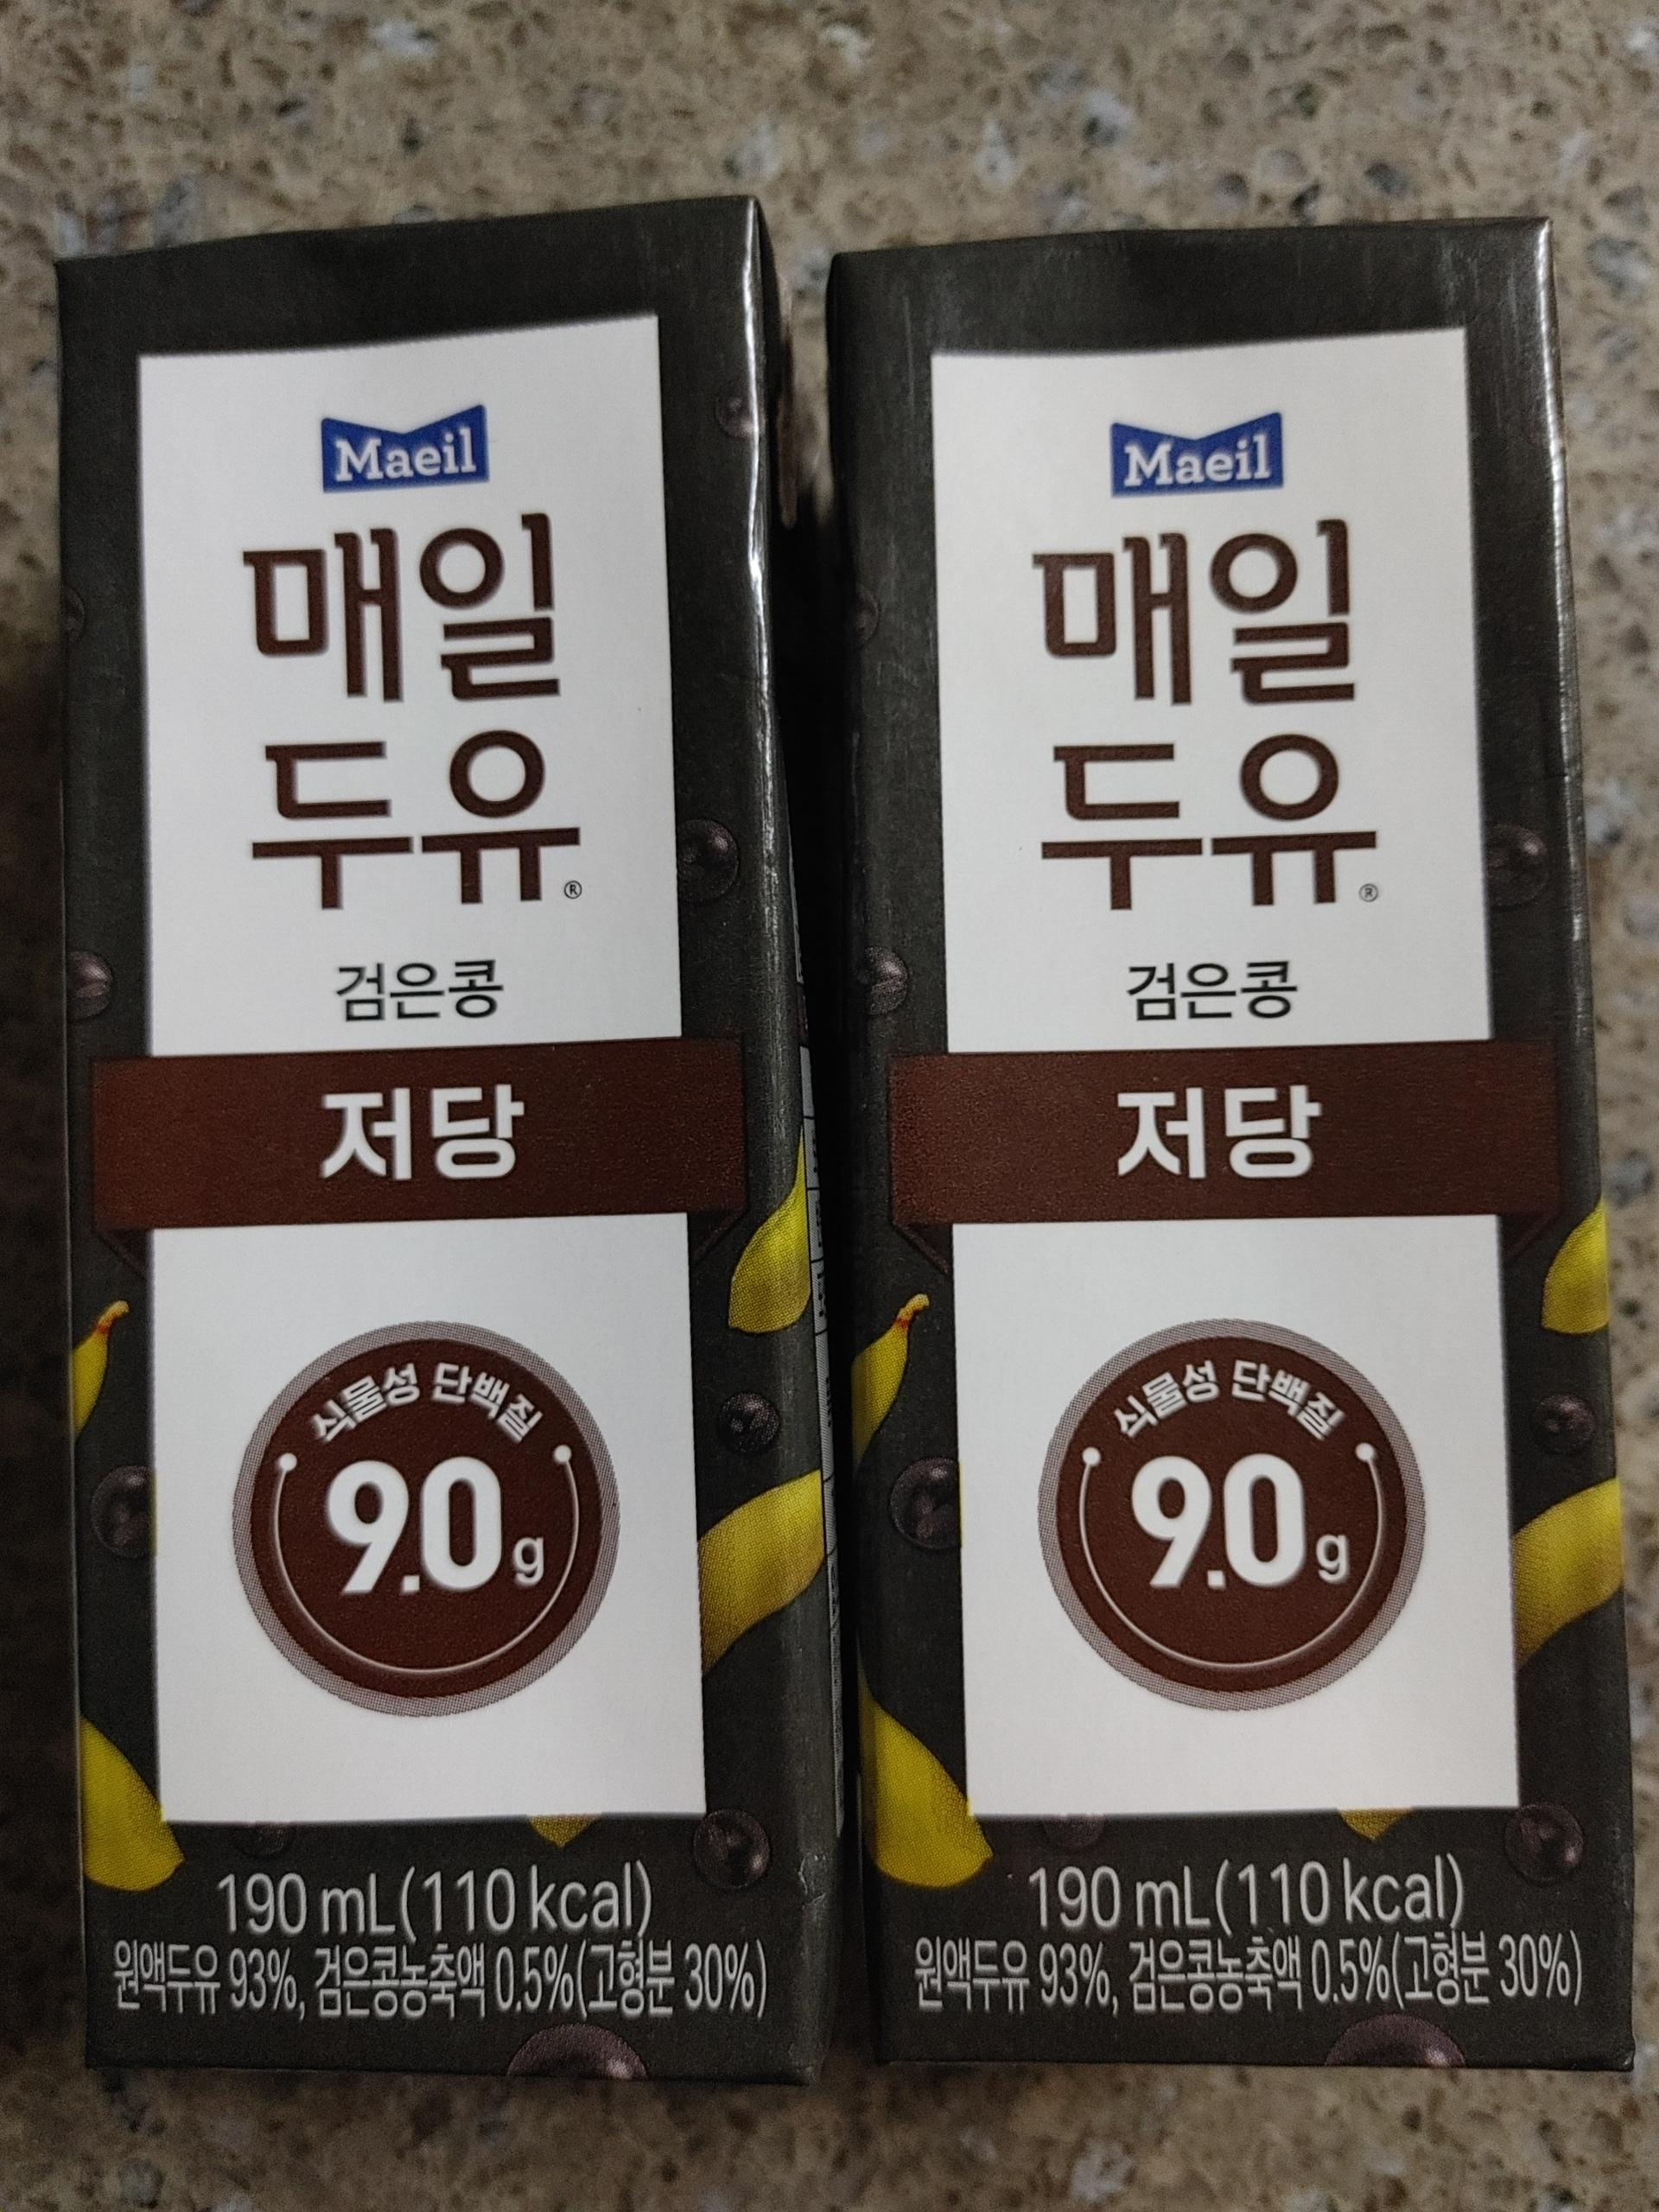 Maeil
매일
두유®
검은콩
저당
식물성 단백질
9.0 g
190 mL(110 kcal)
원액두유 93%, 검은콩농축액 0.5%(고형분 30%)
Maeil
매일
두유®
검은콩
저당
식물성 단백질
9.0 g
190 mL(110 kcal)
원액두유 93%, 검은콩농축액 0.5%(고형분 30%)